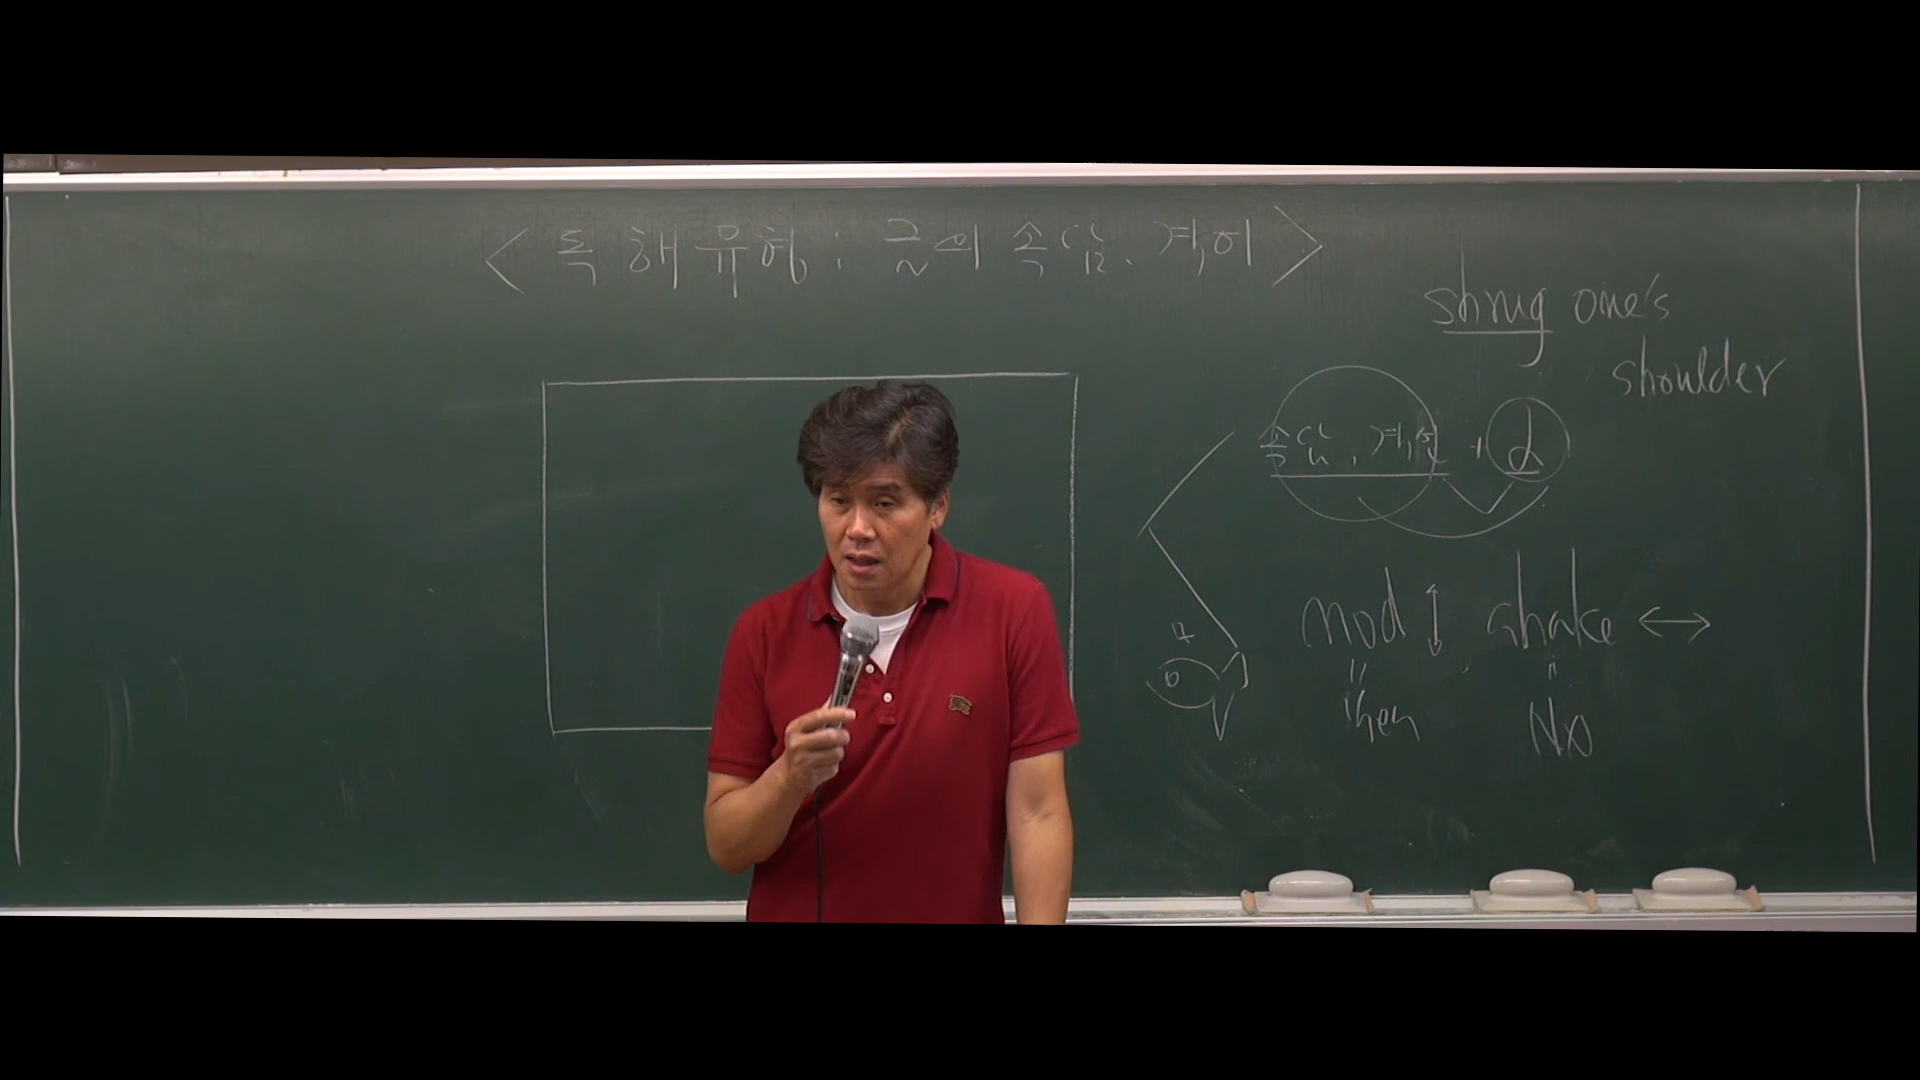 < 독해유형 : 글의 속담, 격언 >
shrug one's
shoulder
속담, 격언 + α
nod ↕ shake ↔
" "
Yes No